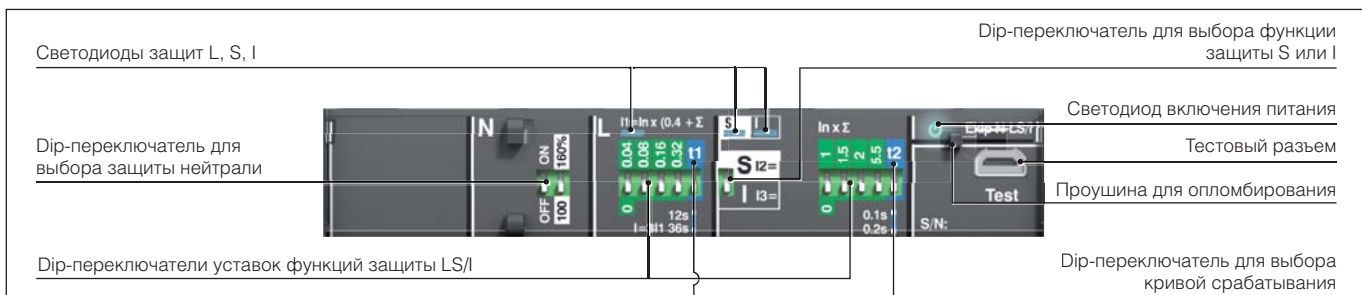 Светодиоды защит L, S, I
Dip-переключатель для выбора функции
защиты S или I
Светодиод включения питания
Тестовый разъем
Проушина для опломбирования
Dip-переключатель для
выбора защиты нейтрали
Dip-переключатели уставок функций защиты LS/I
Dip-переключатель для выбора
кривой срабатывания
N
ON
160%
OFF
100
L
I1=In x (0.4 + Σ
0.04
0.08
0.16
0.32
t1
0
12s
I=3I1 36s
S
I
S I2=
I I3=
In x Σ
1
1.5
2
5.5
t2
0
0.1s
0.2s
Ekip N LS/I
Test
S/N: